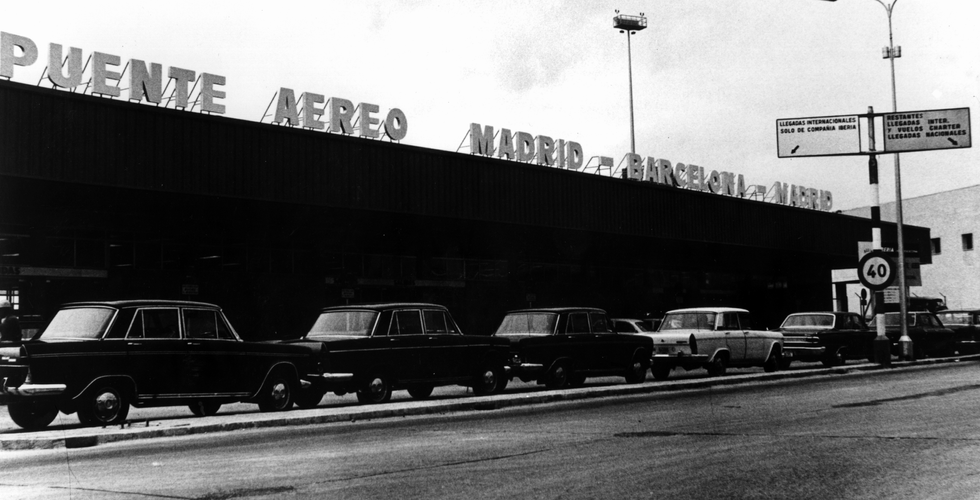 PUENTE AEREO MADRID - BARCELONA - MADRID
LLEGADAS INTERNACIONALES
SOLO DE COMPAÑIA IBERIA
RESTANTES
LLEGADAS INTER.
Y VUELOS CHARTER
LLEGADAS NACIONALES
40